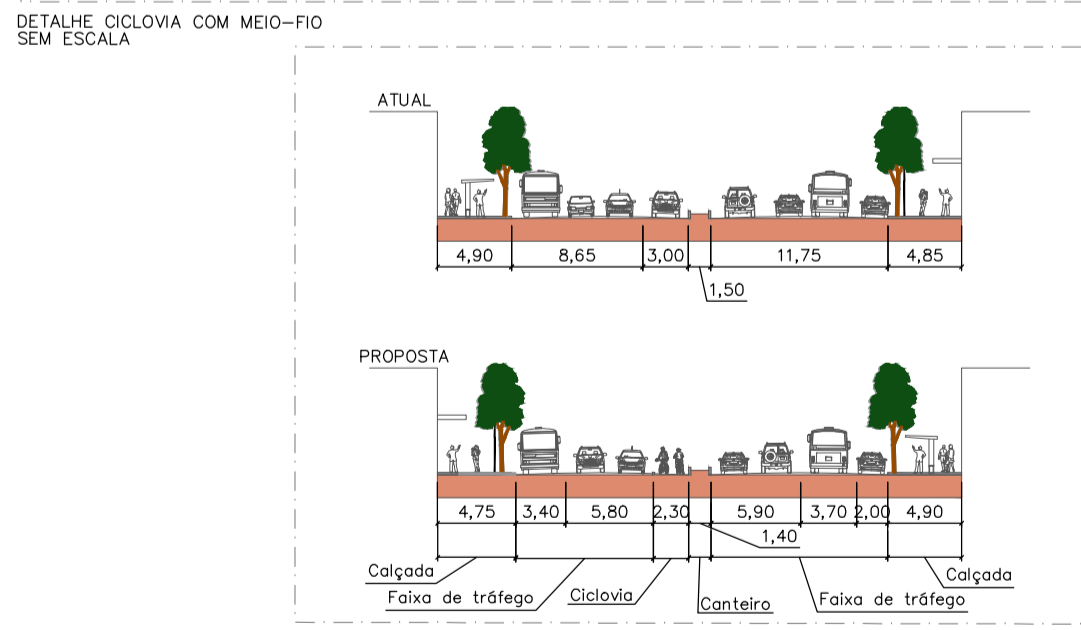 DETALHE CICLOVIA COM MEIO-FIO
SEM ESCALA
ATUAL
4,90 8,65 3,00 11,75 4,85
1,50
PROPOSTA
4,75 3,40 5,80 2,30 5,90 3,70 2,00 4,90
1,40
Calçada Calçada
Faixa de tráfego Ciclovia Canteiro Faixa de tráfego